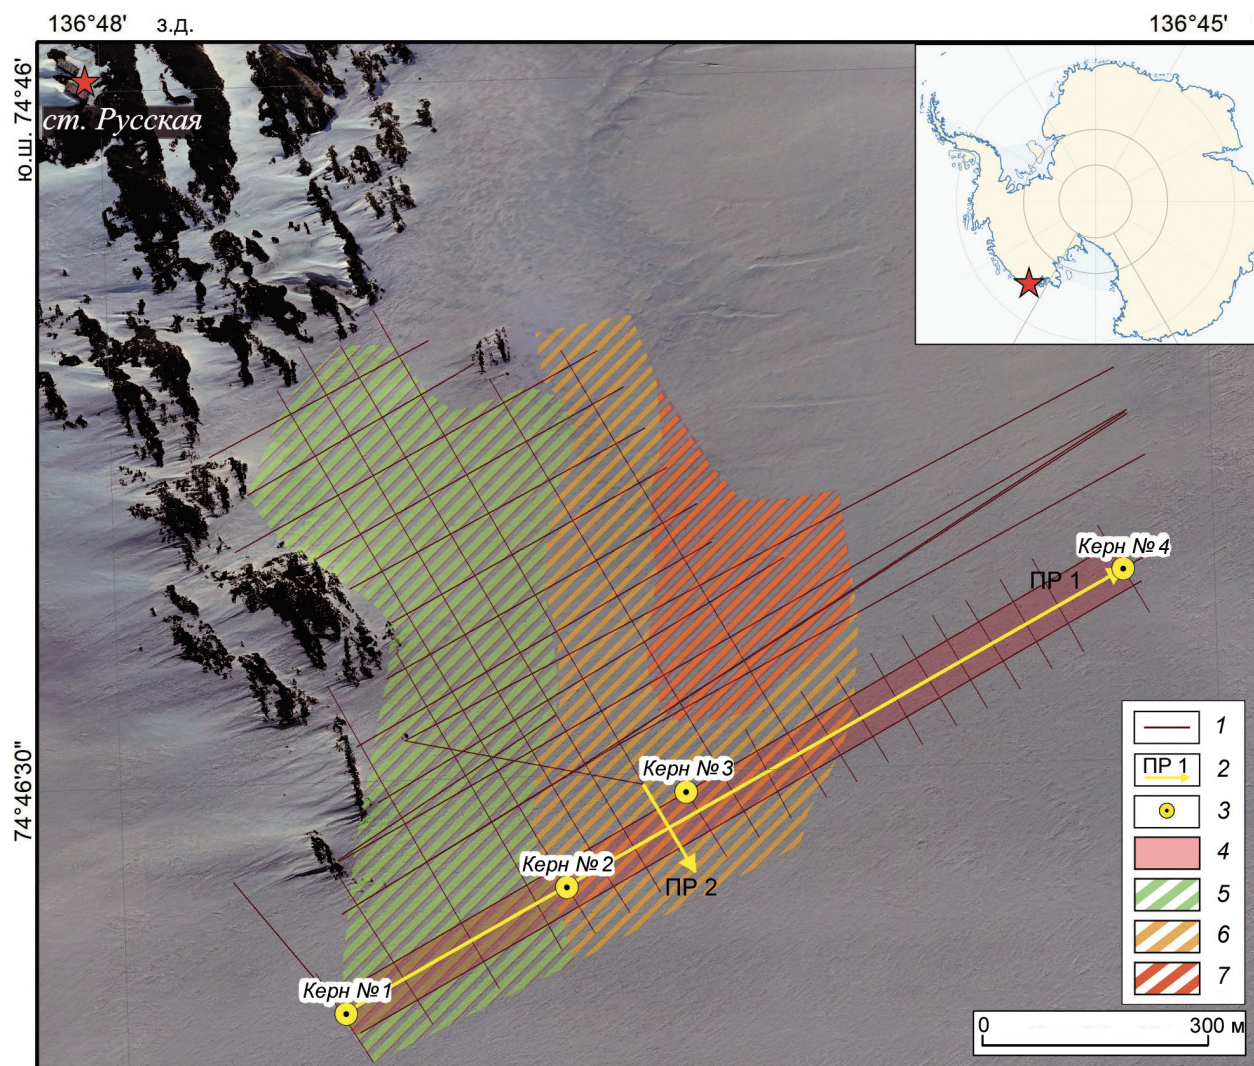 136°48' з.д. 136°45'
ю.ш. 74°46'
ст. Русская
Керн № 4
ПР 1
74°46'30"
Керн № 3
Керн № 2
ПР 2
Керн № 1
1
ПР 1 2
3
4
5
6
7
0 300 м